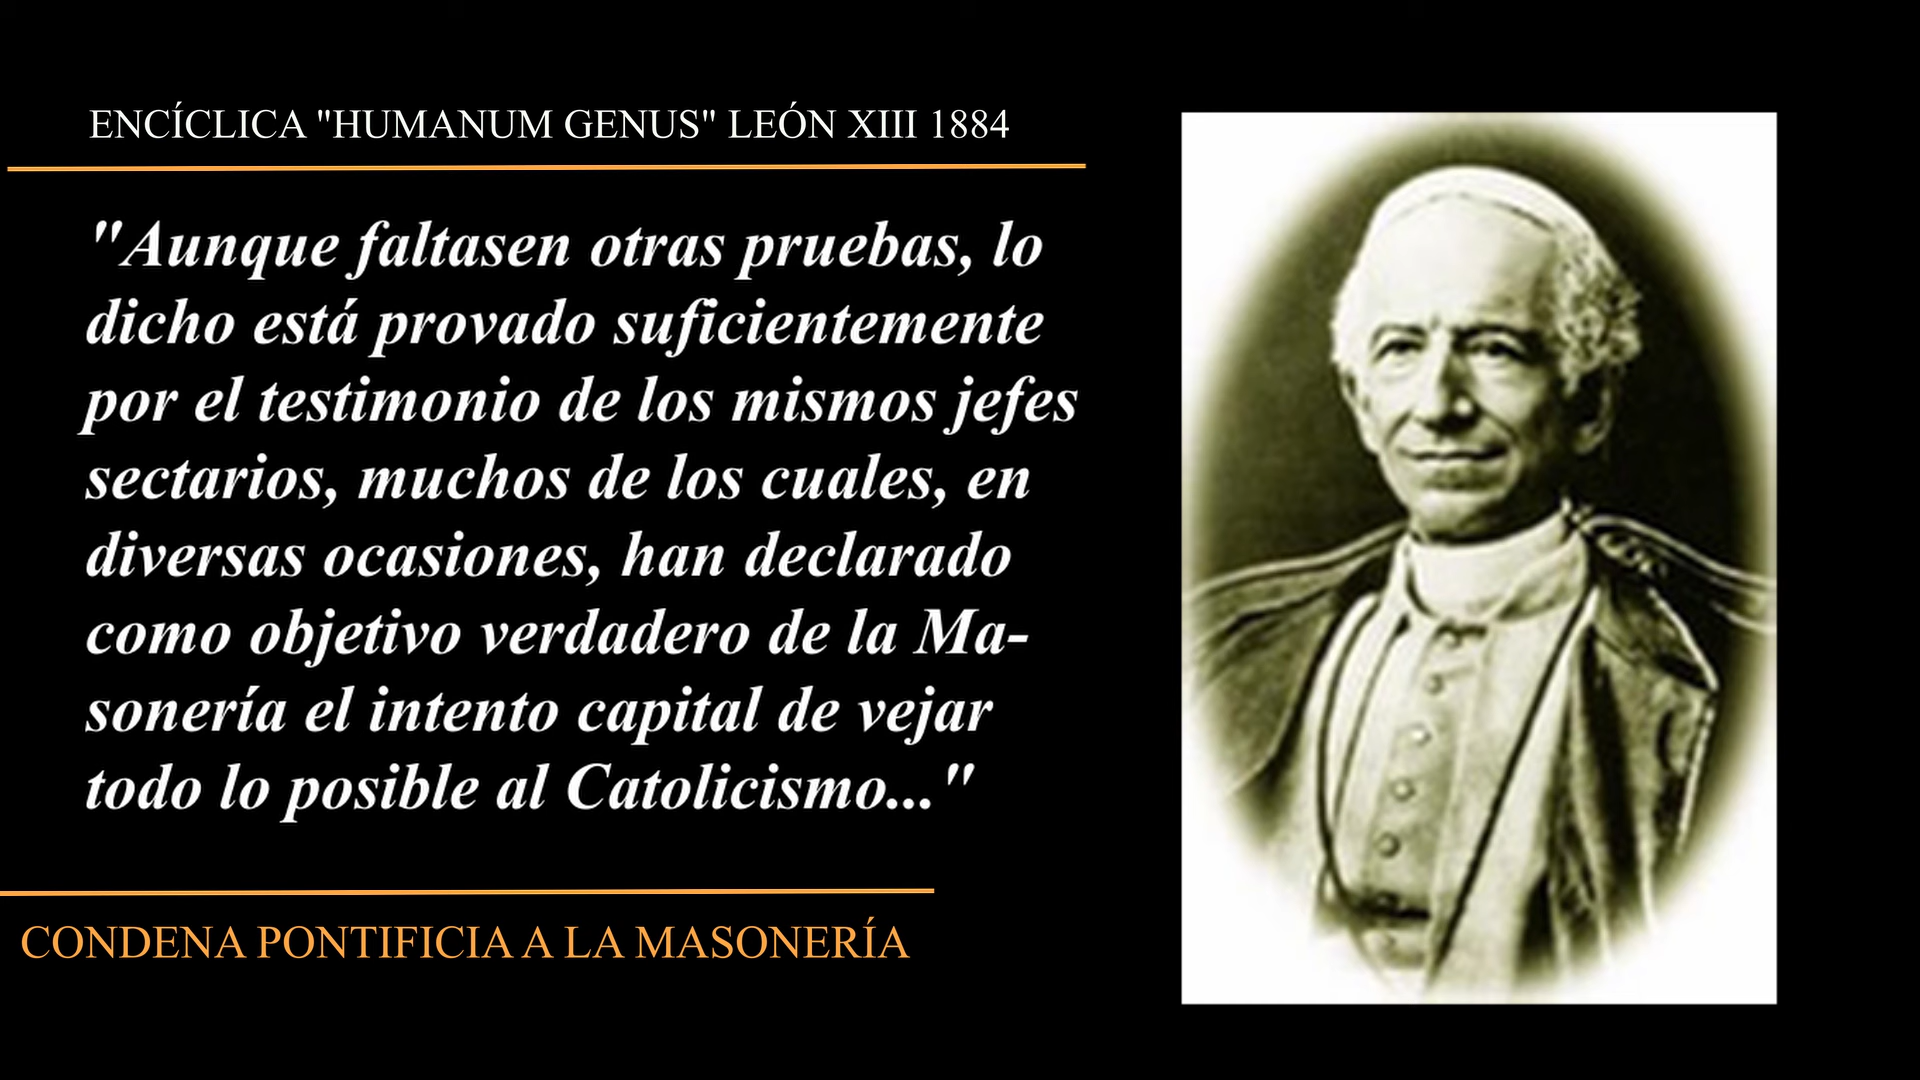 ENCÍCLICA "HUMANUM GENUS" LEÓN XIII 1884
"Aunque faltasen otras pruebas, lo
dicho está provado suficientemente
por el testimonio de los mismos jefes
sectarios, muchos de los cuales, en
diversas ocasiones, han declarado
como objetivo verdadero de la Ma-
sonería el intento capital de vejar
todo lo posible al Catolicismo..."
CONDENA PONTIFICIA A LA MASONERÍA